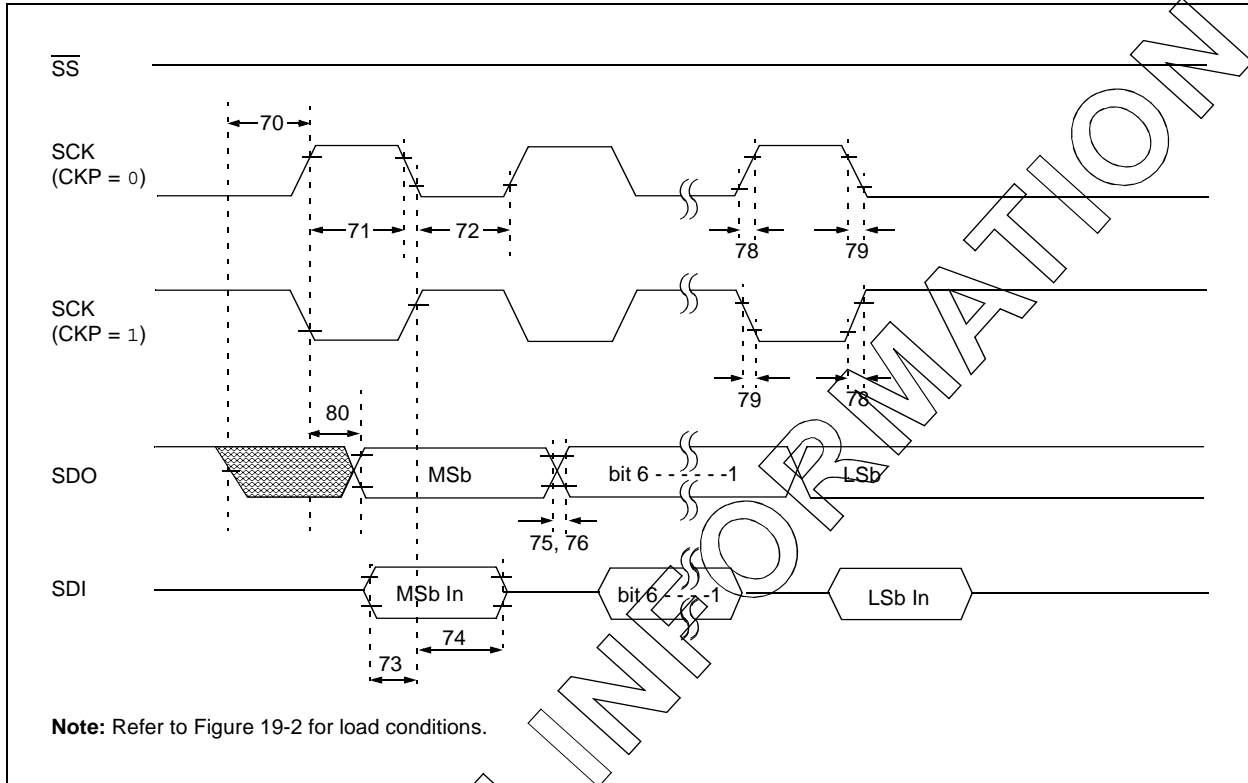 SS
70
SCK
(CKP = 0)
71
72
78
79
SCK
(CKP = 1)
79
78
80
SDO
MSb
bit 6 - - - - - - 1
LSb
75, 76
SDI
MSb In
bit 6 - - - - 1
LSb In
74
73
Note: Refer to Figure 19-2 for load conditions.
INFORMATION